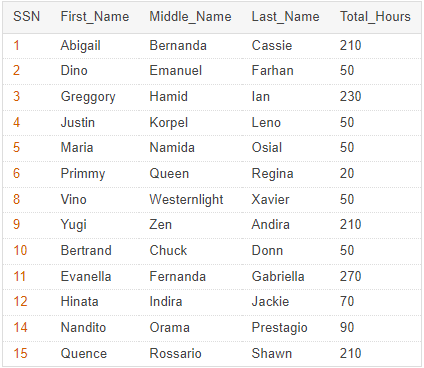 SSN First_Name Middle_Name Last_Name Total_Hours
1 Abigail Bernanda Cassie 210
2 Dino Emanuel Farhan 50
3 Greggory Hamid Ian 230
4 Justin Korpel Leno 50
5 Maria Namida Osial 50
6 Primmy Queen Regina 20
8 Vino Westernlight Xavier 50
9 Yugi Zen Andira 210
10 Bertrand Chuck Donn 50
11 Evanella Fernanda Gabriella 270
12 Hinata Indira Jackie 70
14 Nandito Orama Prestagio 90
15 Quence Rossario Shawn 210